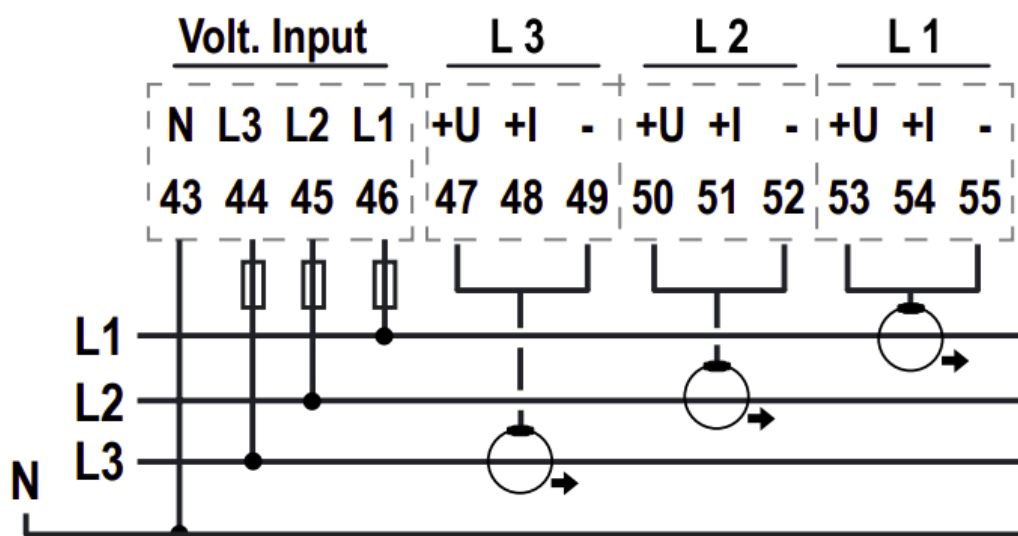 Volt. Input L 3 L 2 L 1
N L3 L2 L1 +U +I - +U +I - +U +I -
43 44 45 46 47 48 49 50 51 52 53 54 55
L1
L2
L3
N